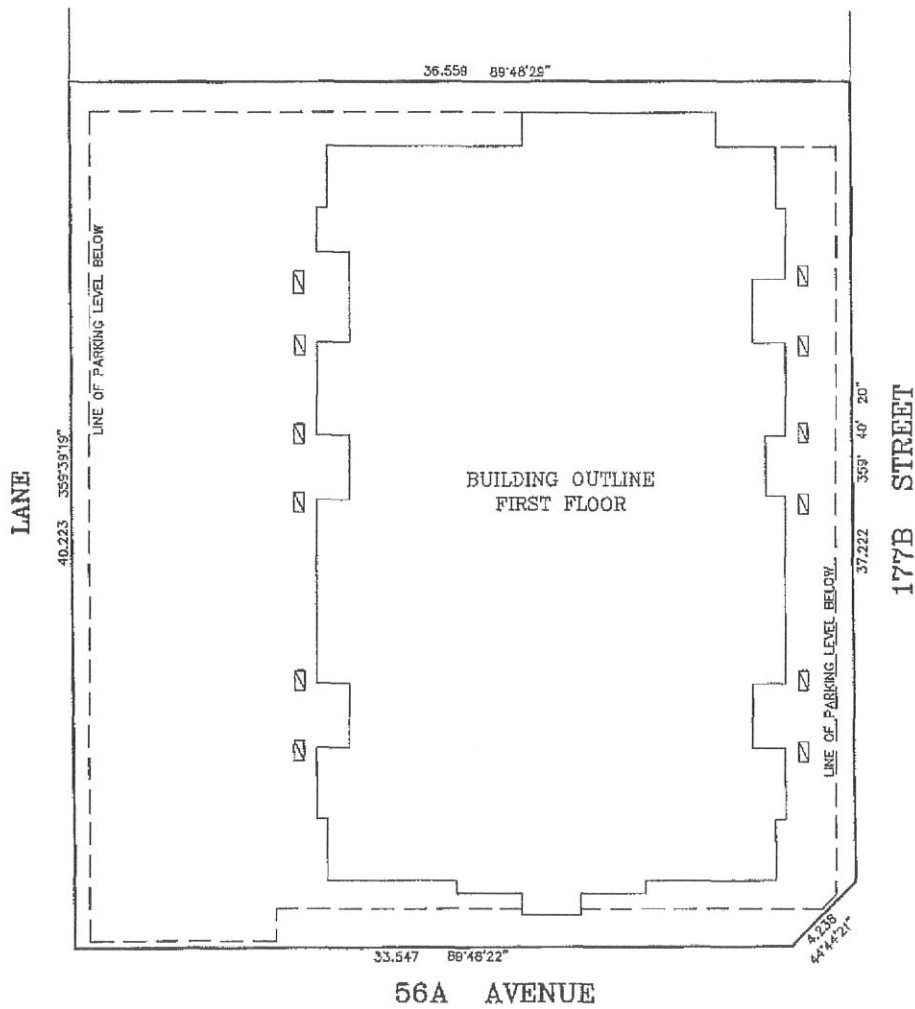 36.559 89°48'29"
LINE OF PARKING LEVEL BELOW
LANE
40.223 359°39'19"
BUILDING OUTLINE
FIRST FLOOR
37.222 359° 40' 20"
177B STREET
LINE OF PARKING LEVEL BELOW
4.238
44°44'21"
33.547 89°48'22"
56A AVENUE